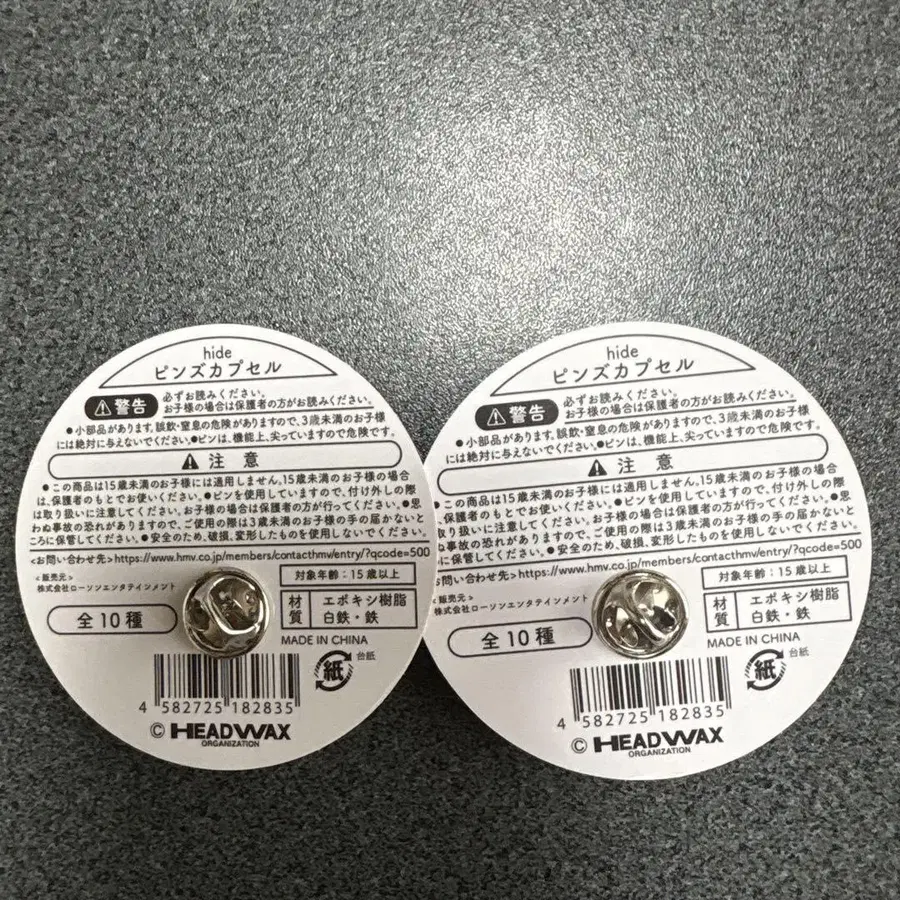 hide
ピンズカプセル
警告
必ずお読みください。
お子様の場合は保護者の方がお読みください。
●小部品があります。誤飲・窒息の危険がありますので、3歳未満のお子様
には絶対に与えないでください。●ピンは、機能上、尖っていますので危険です。
注意
●この商品は15歳未満のお子様には適用しません。15歳未満のお子様の場合
は、保護者のもとでお使いください。●ピンを使用していますので、付け外しの際
は取り扱いに注意してください。お子様の場合は保護者の方が行ってください。●思
わぬ事故の恐れがありますので、ご使用の際は3歳未満のお子様の手の届かないと
ころに保管してください。●安全のため、破損、変形したものを使用しないでください。
<お問い合わせ先>https://www.hmv.co.jp/members/contacthmv/entry/?qcode=500
<販売元>
株式会社ローソンエンタテインメント
対象年齢:15歳以上
全10種
材質
エポキシ樹脂
白鉄・鉄
MADE IN CHINA
紙
台紙
4 582725 182835
© HEADWAX
ORGANIZATION
hide
ピンズカプセル
警告
必ずお読みください。
お子様の場合は保護者の方がお読みください。
●小部品があります。誤飲・窒息の危険がありますので、3歳未満のお子様
には絶対に与えないでください。●ピンは、機能上、尖っていますので危険です。
注意
●この商品は15歳未満のお子様には適用しません。15歳未満のお子様の場合
、保護者のもとでお使いください。●ピンを使用していますので、付け外しの際
は取り扱いに注意してください。お子様の場合は保護者の方が行ってください。●思
ぬ事故の恐れがありますので、ご使用の際は3歳未満のお子様の手の届かないとこ
に保管してください。●安全のため、破損、変形したものを使用しないでください。
お問い合わせ先>https://www.hmv.co.jp/members/contacthmv/entry/?qcode=500
<販売元>
株式会社ローソンエンタテインメント
対象年齢:15歳以上
全10種
材質
エポキシ樹脂
白鉄・鉄
MADE IN CHINA
紙
台紙
4 582725 182835
© HEADWAX
ORGANIZATION